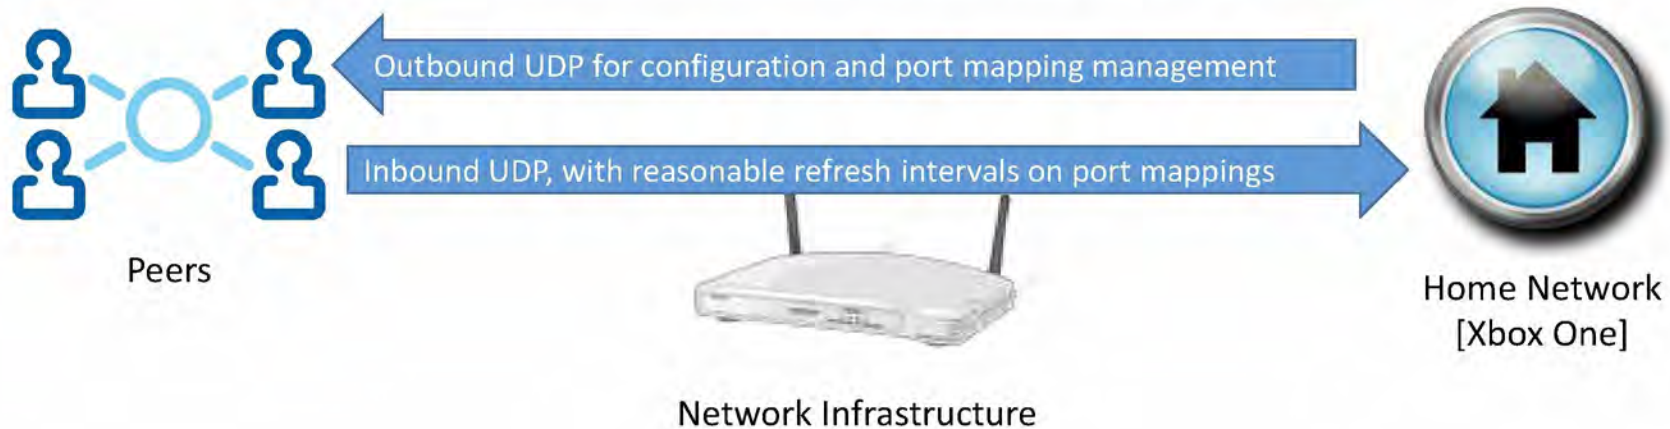 Outbound UDP for configuration and port mapping management
Inbound UDP, with reasonable refresh intervals on port mappings
Peers
Home Network
[Xbox One]
Network Infrastructure